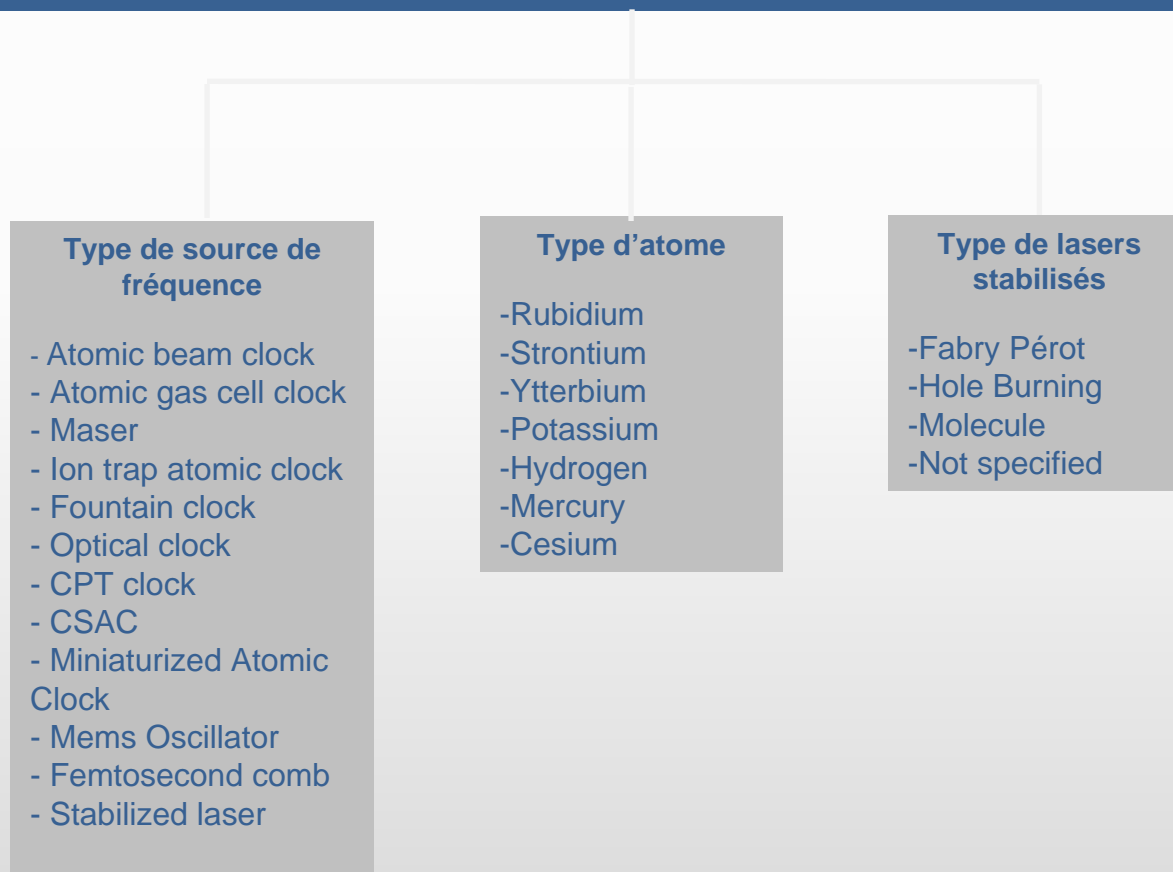 Type de source de
fréquence
- Atomic beam clock
- Atomic gas cell clock
- Maser
- Ion trap atomic clock
- Fountain clock
- Optical clock
- CPT clock
- CSAC
- Miniaturized Atomic
Clock
- Mems Oscillator
- Femtosecond comb
- Stabilized laser
Type d’atome
-Rubidium
-Strontium
-Ytterbium
-Potassium
-Hydrogen
-Mercury
-Cesium
Type de lasers
stabilisés
-Fabry Pérot
-Hole Burning
-Molecule
-Not specified